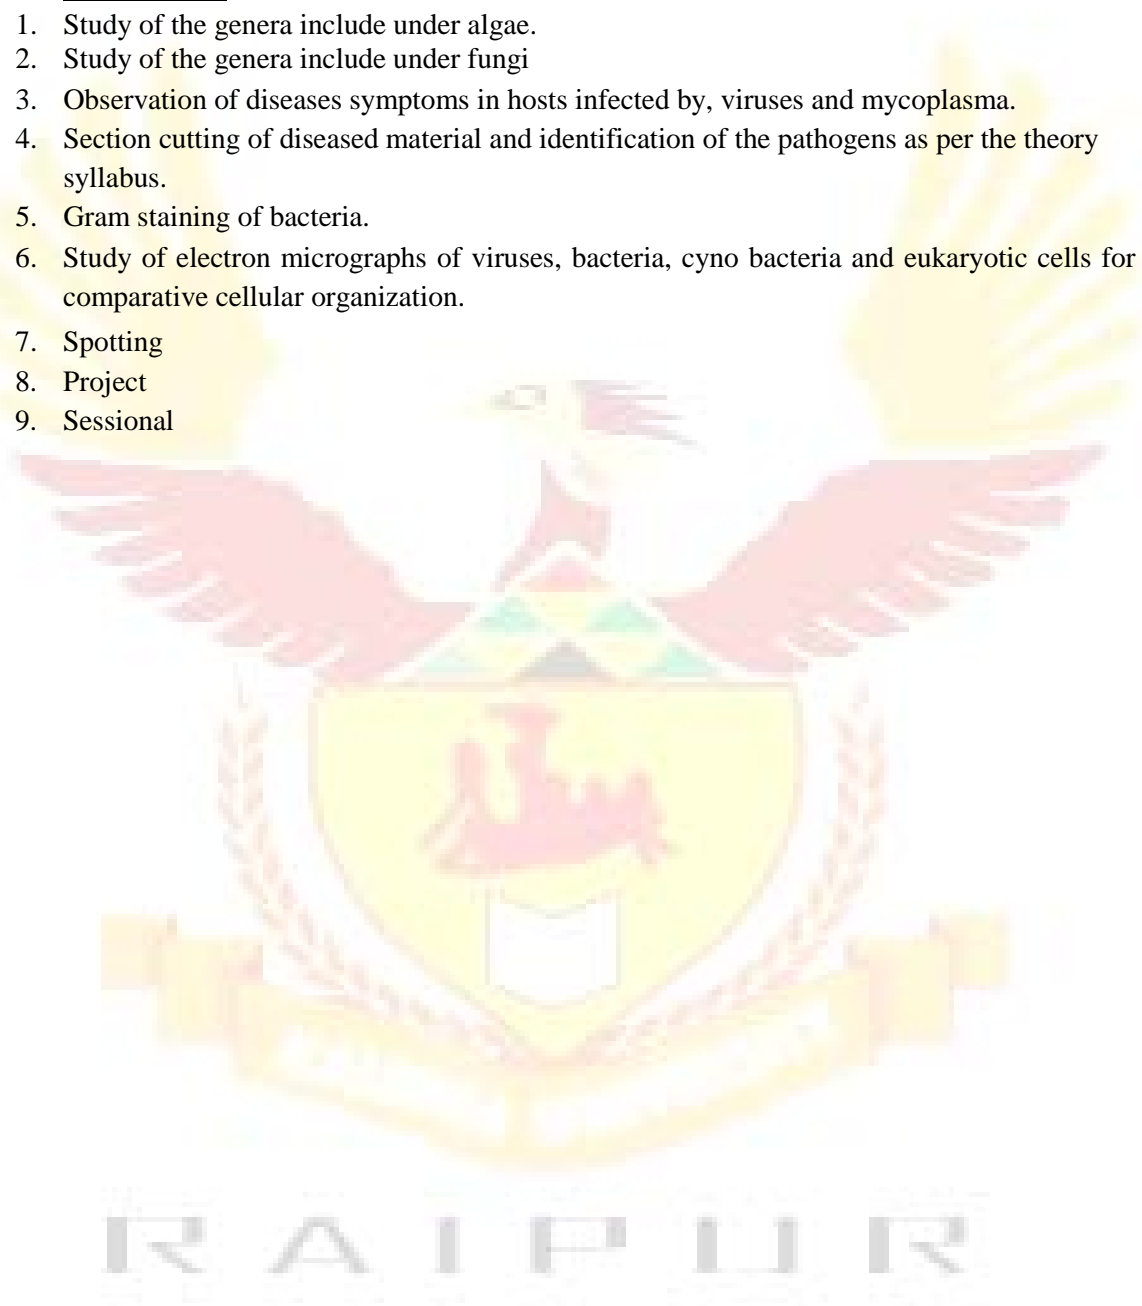 1. Study of the genera include under algae.
2. Study of the genera include under fungi
3. Observation of diseases symptoms in hosts infected by, viruses and mycoplasma.
4. Section cutting of diseased material and identification of the pathogens as per the theory
syllabus.
5. Gram staining of bacteria.
6. Study of electron micrographs of viruses, bacteria, cyno bacteria and eukaryotic cells for
comparative cellular organization.
7. Spotting
8. Project
9. Sessional
RAIPUR